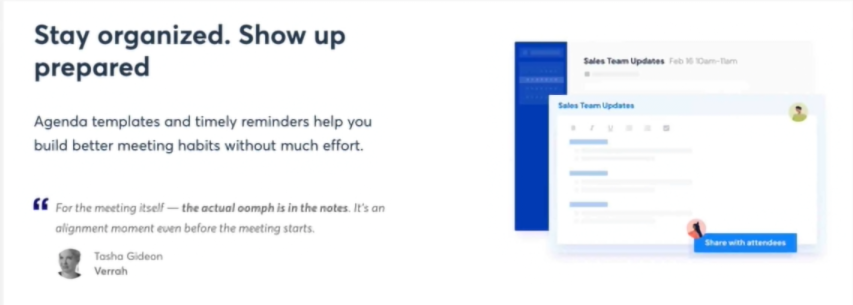 Stay organized. Show up
prepared
Agenda templates and timely reminders help you
build better meeting habits without much effort.
“ For the meeting itself — the actual oomph is in the notes. It's an
alignment moment even before the meeting starts.
Tasha Gideon
Verrah
Sales Team Updates Feb 16 10am-11am
Sales Team Updates
B I U
Share with attendees